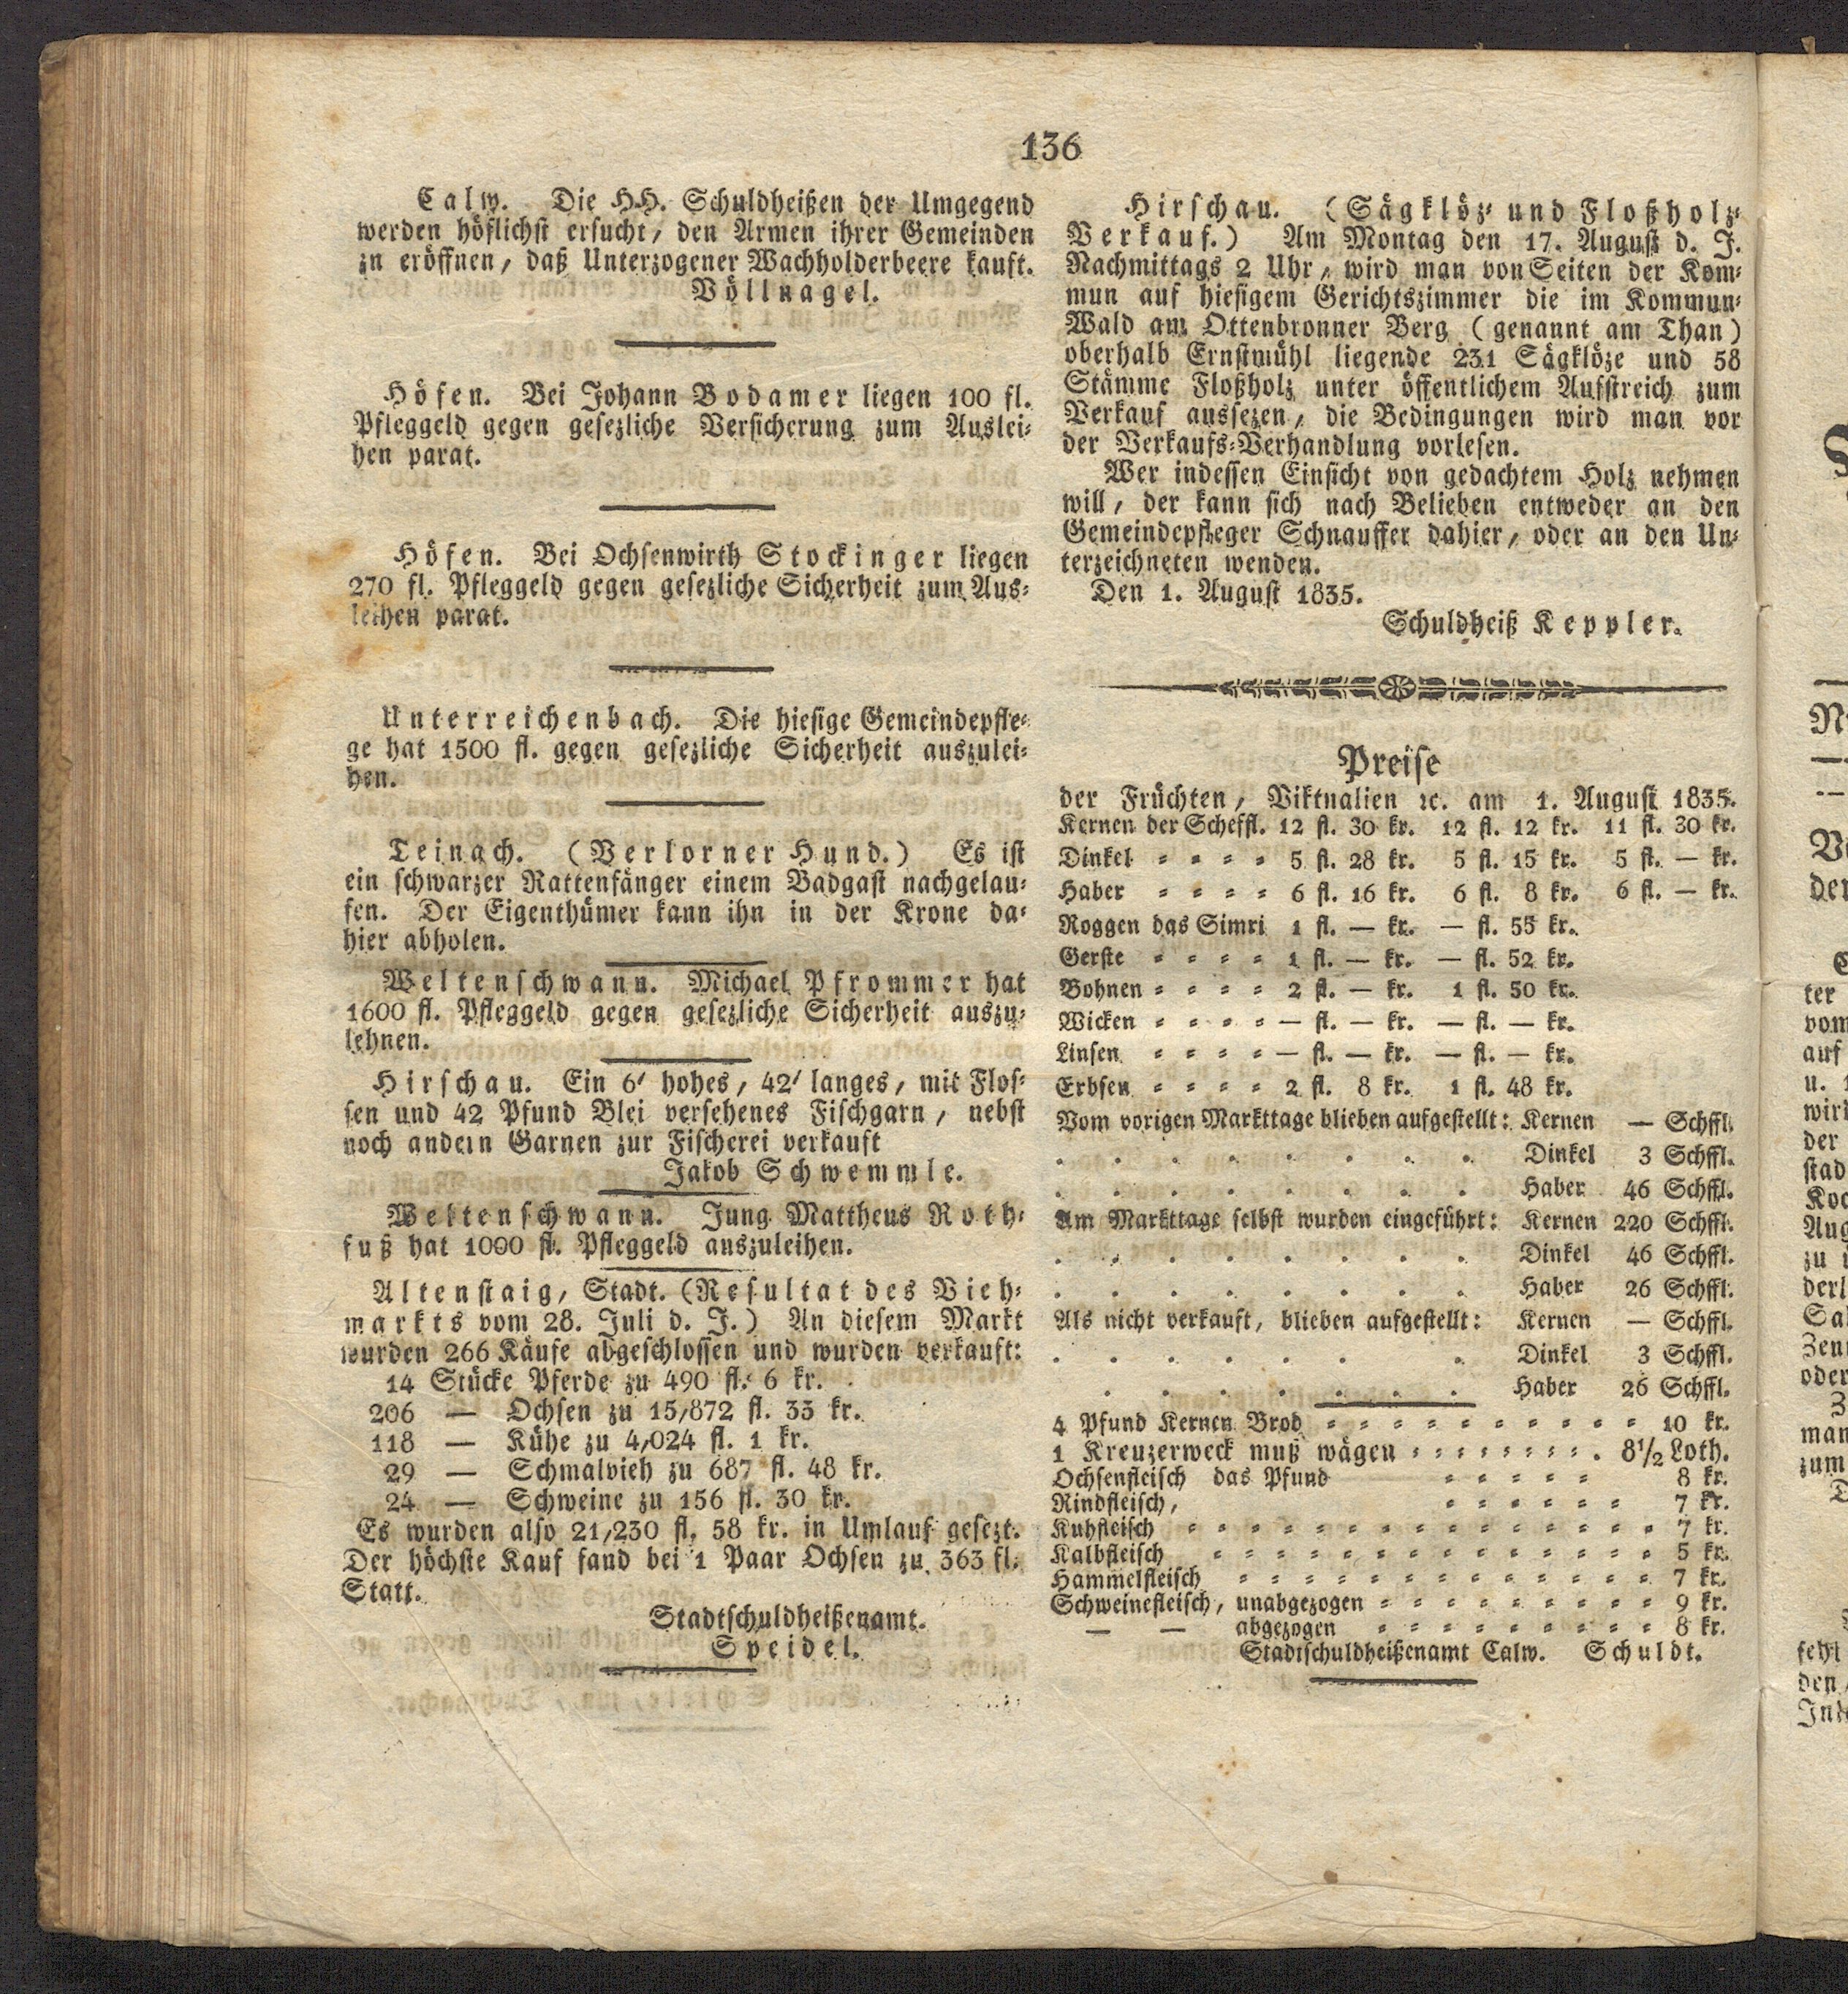 136
Calw. Die HH. Schuldheißen der Umgegend
werden höflichst ersucht, den Armen ihrer Gemeinden
zn eröffnen, daß Unterzogener Wachholderbeere kauft.
Völlnagel.
Höfen. Bei Johann Bodamer liegen 100 fl.
Pfleggeld gegen gesezliche Versicherung zum Auslei-
hen parat.
Höfen. Bei Ochsenwirth Stockinger liegen
270 fl. Pfleggeld gegen gesezliche Sicherheit zum Aus-
leihen parat.
Unterreichenbach. Die hiesige Gemeindepfle-
ge hat 1500 fl. gegen gesezliche Sicherheit auszulei-
hen.
Teinach. (Verlorner Hund.) Es ist
ein schwarzer Rattenfänger einem Badgast nachgelau-
fen. Der Eigenthümer kann ihn in der Krone da-
hier abholen.
Weltenschwann. Michael Pfrommer hat
1600 fl. Pfleggeld gegen gesezliche Sicherheit auszu-
lehnen.
Hirschau. Ein 6' hohes, 42' langes, mit Flos-
sen und 42 Pfund Blei versehenes Fischgarn, nebst
noch andern Garnen zur Fischerei verkauft
Jakob Schwemmle.
Weltenschwann. Jung Mattheus Roth-
fuß hat 1000 fl. Pfleggeld auszuleihen.
Altenstaig, Stadt. (Resultat des Vieh-
markts vom 28. Juli d. J.) An diesem Markt
wurden 266 Käufe abgeschlossen und wurden verkauft:
14 Stücke Pferde zu 490 fl. 6 kr.
206 — Ochsen zu 15,872 fl. 33 kr.
118 — Kühe zu 4,024 fl. 1 kr.
29 — Schmalvieh zu 687 fl. 48 kr.
24 — Schweine zu 156 fl. 30 kr.
Es wurden also 21,230 fl. 58 kr. in Umlauf gesezt.
Der höchste Kauf fand bei 1 Paar Ochsen zu 363 fl.
Statt.
Stadtschuldheißenamt.
Speidel.
Hirschau. (Sägklöz- und Floßholz-
Verkauf.) Am Montag den 17. August d. J.
Nachmittags 2 Uhr, wird man von Seiten der Kom-
mun auf hiesigem Gerichtszimmer die im Kommun-
Wald am Ottenbronner Berg (genannt am Than)
oberhalb Ernstmühl liegende 231 Sägklöze und 58
Stämme Floßholz unter öffentlichem Aufstreich zum
Verkauf aussezen, die Bedingungen wird man vor
der Verkaufs-Verhandlung vorlesen.
Wer indessen Einsicht von gedachtem Holz nehmen
will, der kann sich nach Belieben entweder an den
Gemeindepfleger Schnauffer dahier, oder an den Un-
terzeichneten wenden.
Den 1. August 1835.
Schuldheiß Keppler.
Preise
der Früchten, Viktualien ꝛc. am 1. August 1835.
Kernen der Scheffl. 12 fl. 30 kr. 12 fl. 12 kr. 11 fl. 30 kr.
Dinkel - - - - 5 fl. 28 kr. 5 fl. 15 kr. 5 fl. — kr.
Haber - - - - 6 fl. 16 kr. 6 fl. 8 kr. 6 fl. — kr.
Roggen das Simri 1 fl. — kr. — fl. 55 kr.
Gerste - - - - 1 fl. — kr. — fl. 52 kr.
Bohnen - - - - 2 fl. — kr. 1 fl. 50 kr.
Wicken - - - - — fl. — kr. — fl. — kr.
Linsen - - - - — fl. — kr. — fl. — kr.
Erbsen - - - - 2 fl. 8 kr. 1 fl. 48 kr.
Vom vorigen Markttage blieben aufgestellt: Kernen — Schffl.
. . . . . . . . Dinkel 3 Schffl.
. . . . . . . . Haber 46 Schffl.
Am Markttage selbst wurden eingeführt: Kernen 220 Schffl.
. . . . . . . . Dinkel 46 Schffl.
. . . . . . . . Haber 26 Schffl.
Als nicht verkauft, blieben aufgestellt: Kernen — Schffl.
. . . . . . . Dinkel 3 Schffl.
. . . . . . . Haber 26 Schffl.
4 Pfund Kernen Brod - - - - - - - - - - 10 kr.
1 Kreuzerweck muß wägen - - - - - - - - . 8 1/2 Loth.
Ochsenfleisch das Pfund - - - - - 8 kr.
Rindfleisch, - - - - - - 7 kr.
Kuhfleisch - - - - - - - - - - - - - - - 7 kr.
Kalbfleisch - - - - - - - - - - - - - - 5 kr.
Hammelfleisch - - - - - - - - - - - - - 7 kr.
Schweinefleisch, unabgezogen - - - - - - - - - 9 kr.
— — abgezogen - - - - - - - - - 8 kr.
Stadtschuldheißenamt Calw. Schuldt.